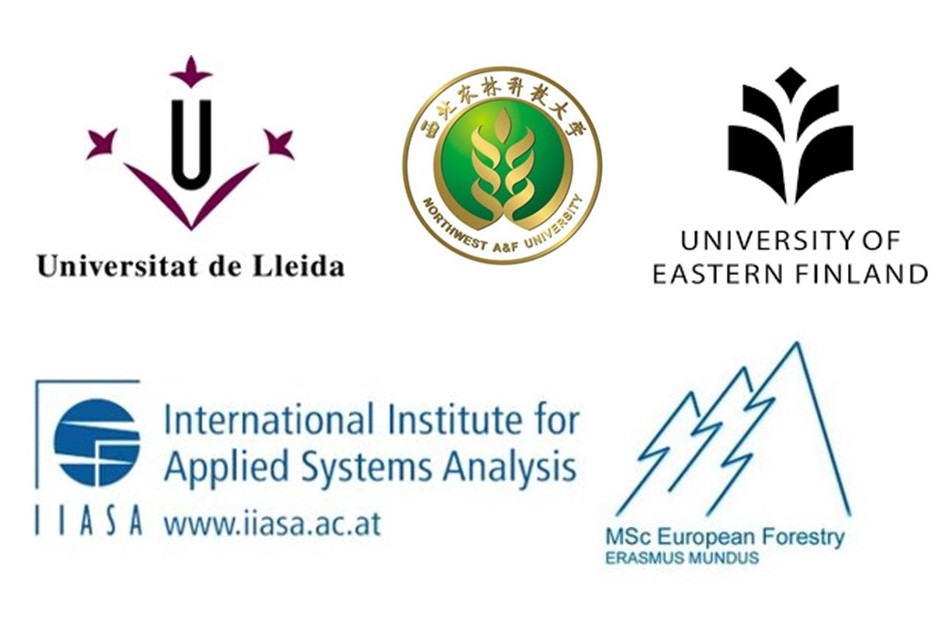 U
Universitat de Lleida
西北农林科技大学
NORTHWEST A&F UNIVERSITY
UNIVERSITY OF
EASTERN FINLAND
International Institute for
Applied Systems Analysis
IIASA www.iiasa.ac.at
MSc European Forestry
ERASMUS MUNDUS